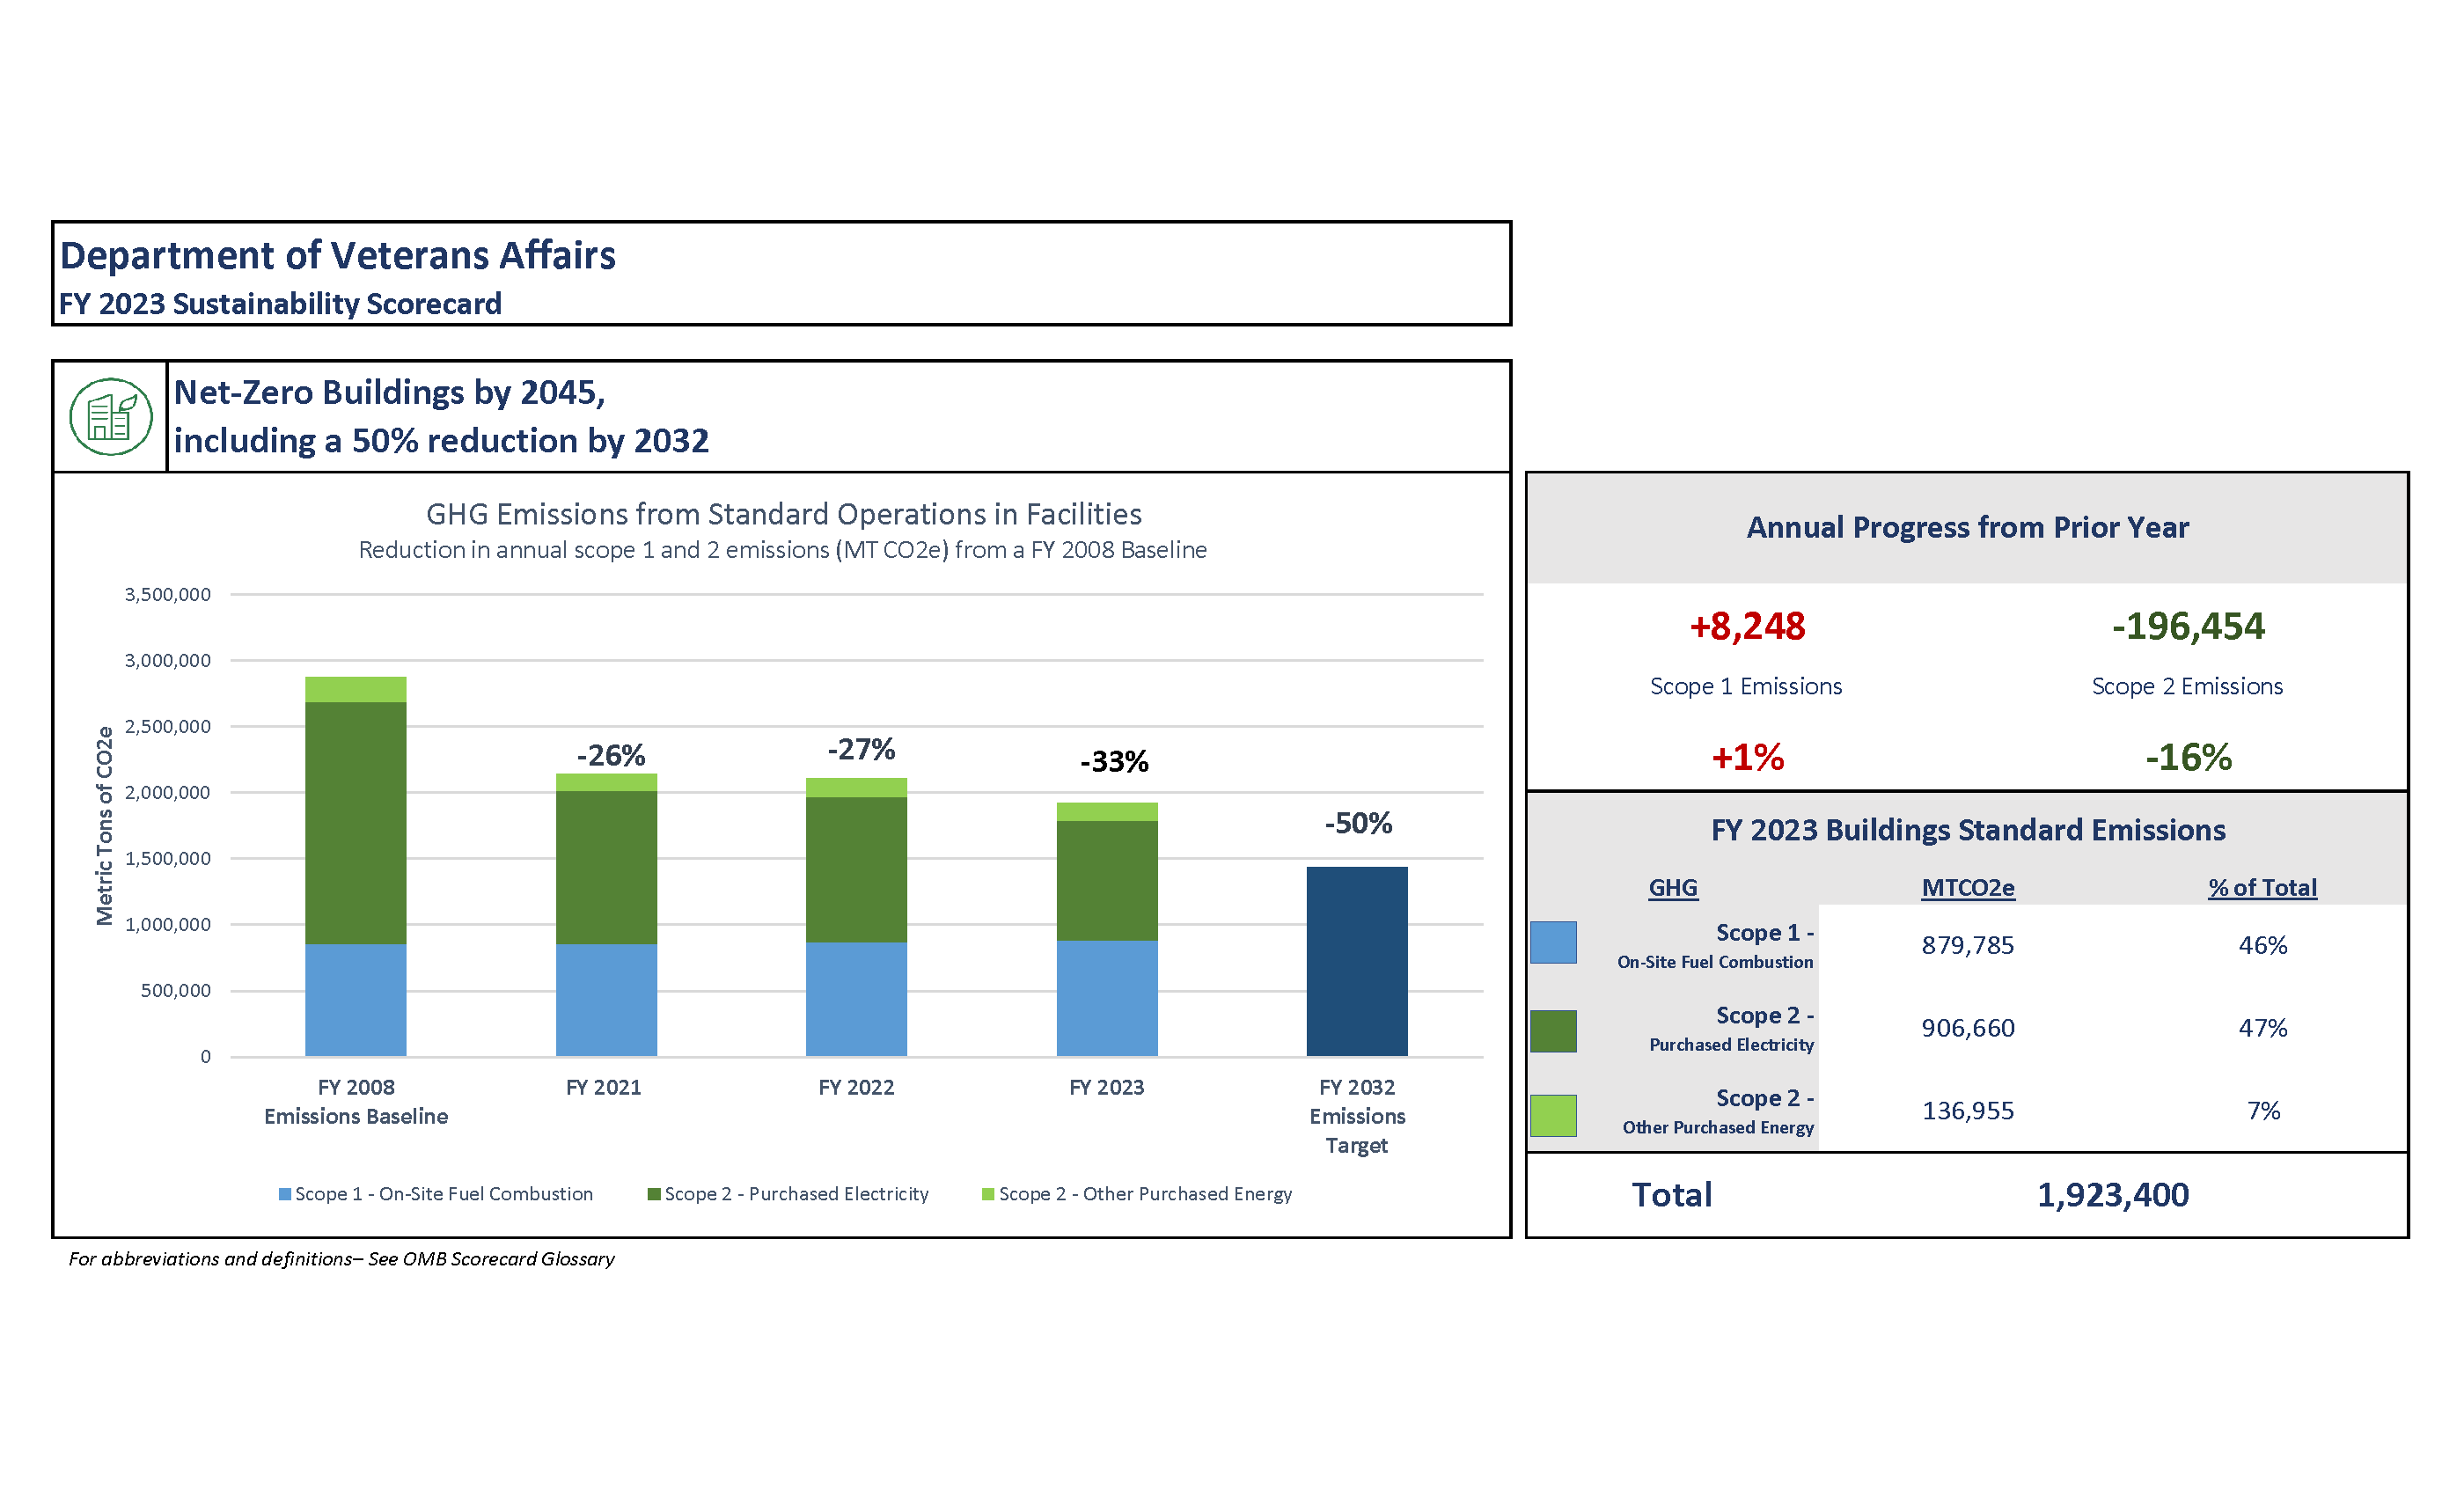 Department of Veterans Affairs
FY 2023 Sustainability Scorecard
Net-Zero Buildings by 2045,
including a 50% reduction by 2032
GHG Emissions from Standard Operations in Facilities
Reduction in annual scope 1 and 2 emissions (MT CO2e) from a FY 2008 Baseline
Metric Tons of CO2e
3,500,000
3,000,000
2,500,000
2,000,000
1,500,000
1,000,000
500,000
0
-26%
-27%
-33%
-50%
FY 2008
Emissions Baseline
FY 2021
FY 2022
FY 2023
FY 2032
Emissions
Target
Scope 1 - On-Site Fuel Combustion
Scope 2 - Purchased Electricity
Scope 2 - Other Purchased Energy
For abbreviations and definitions– See OMB Scorecard Glossary
Annual Progress from Prior Year
+8,248 -196,454
Scope 1 Emissions Scope 2 Emissions
+1% -16%
FY 2023 Buildings Standard Emissions
GHG MTCO2e % of Total
Scope 1 -
On-Site Fuel Combustion
879,785 46%
Scope 2 -
Purchased Electricity
906,660 47%
Scope 2 -
Other Purchased Energy
136,955 7%
Total 1,923,400